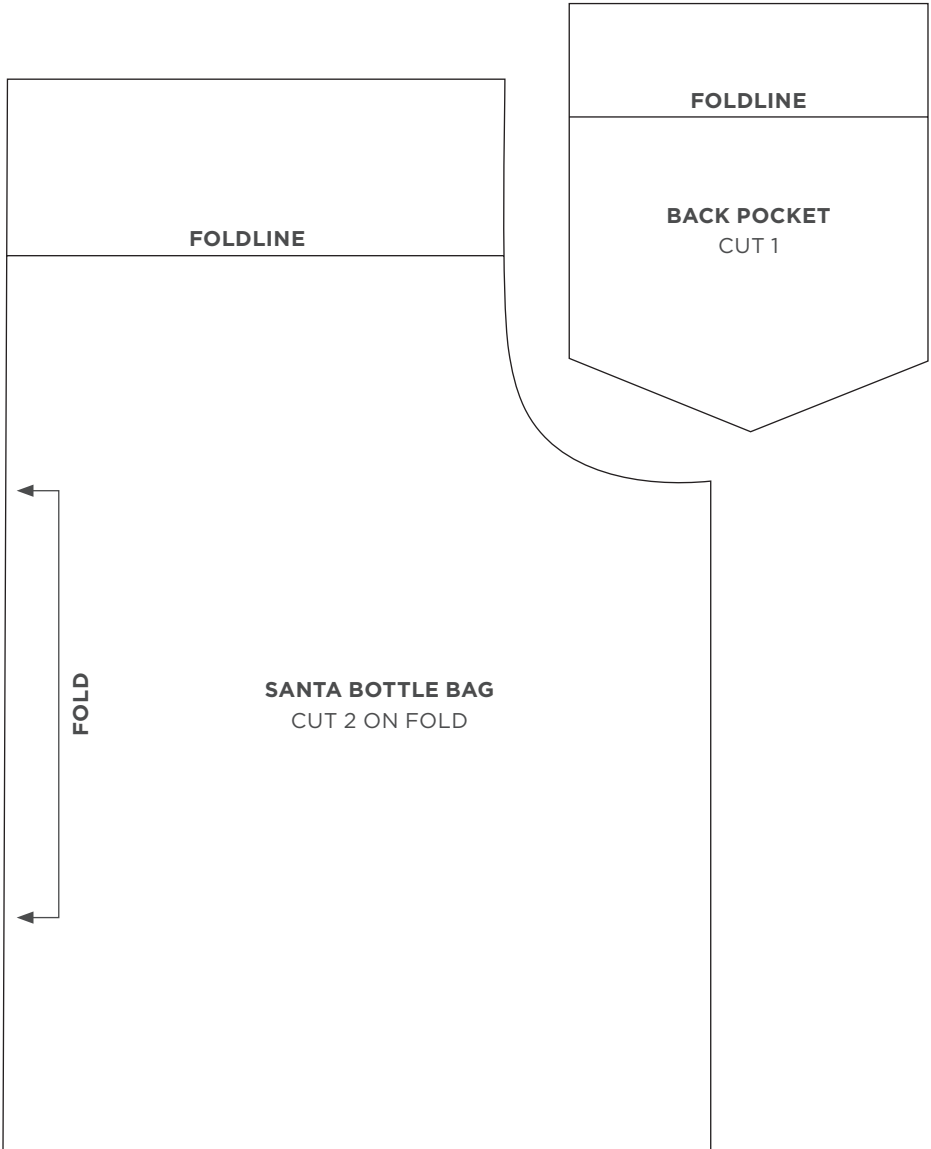 FOLDLINE
BACK POCKET
CUT 1
FOLDLINE
FOLD
SANTA BOTTLE BAG
CUT 2 ON FOLD